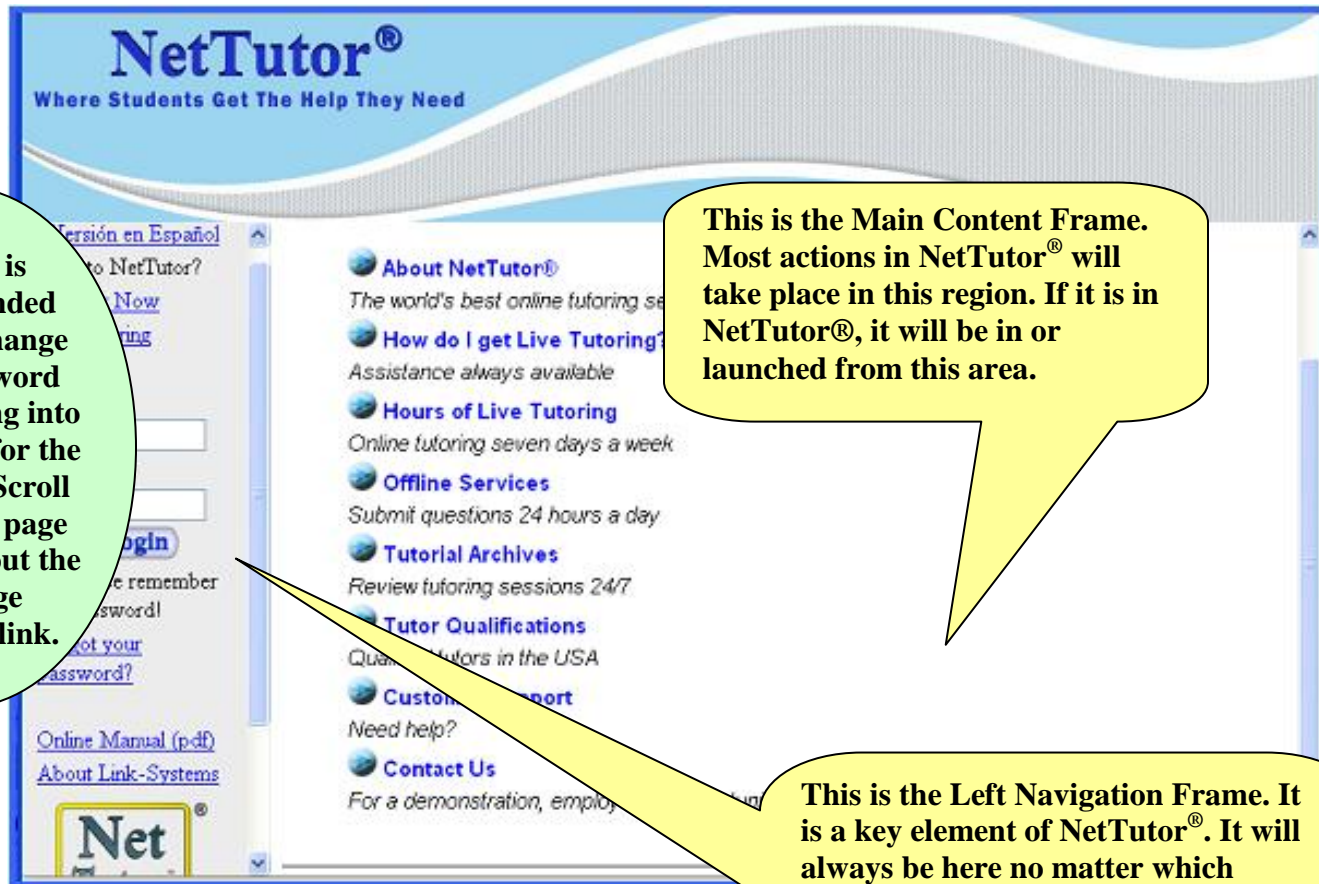 NetTutor®
Where Students Get The Help They Need
is
nded
hange
word
ng into
for the
Scroll
page
out the
ge
link.
ersión en Español
to NetTutor?
Now
ring
ogin
e remember
sword!
got your
password?
Online Manual (pdf)
About Link-Systems
Net
®
About NetTutor®
The world's best online tutoring se
How do I get Live Tutoring?
Assistance always available
Hours of Live Tutoring
Online tutoring seven days a week
Offline Services
Submit questions 24 hours a day
Tutorial Archives
Review tutoring sessions 24/7
Tutor Qualifications
Qua tutors in the USA
Custom port
Need help?
Contact Us
For a demonstration, employ
This is the Main Content Frame.
Most actions in NetTutor® will
take place in this region. If it is in
NetTutor®, it will be in or
launched from this area.
This is the Left Navigation Frame. It
is a key element of NetTutor®. It will
always be here no matter which